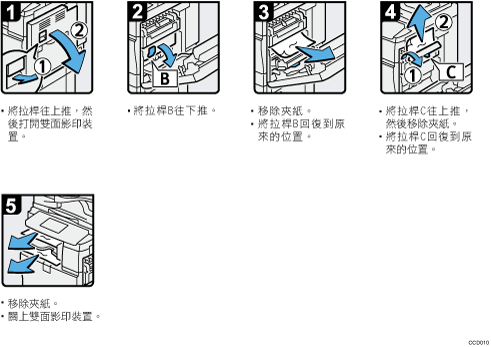 1
2
1
• 將拉桿往上推，然
後打開雙面影印裝
置。
2
B
• 將拉桿B往下推。
3
• 移除夾紙。
• 將拉桿B回復到原
來的位置。
4
2
1
C
• 將拉桿C往上推，
然後移除夾紙。
• 將拉桿C回復到原
來的位置。
5
• 移除夾紙。
• 關上雙面影印裝置。
CCD010